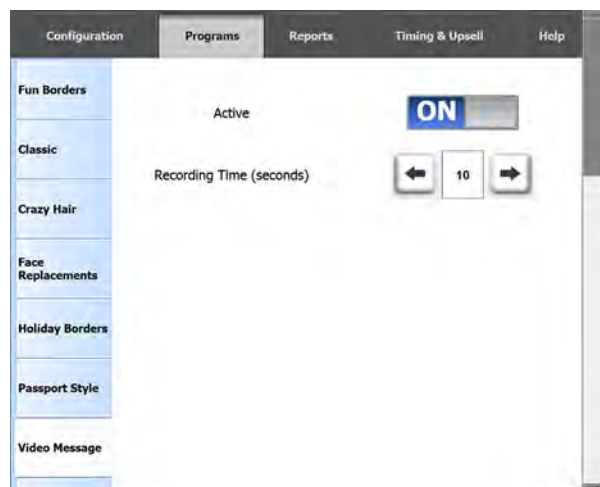 Configuration Programs Reports Timing & Upsell Help
Fun Borders
Active ON
Classic
Recording Time (seconds) 10
Crazy Hair
Face
Replacements
Holiday Borders
Passport Style
Video Message